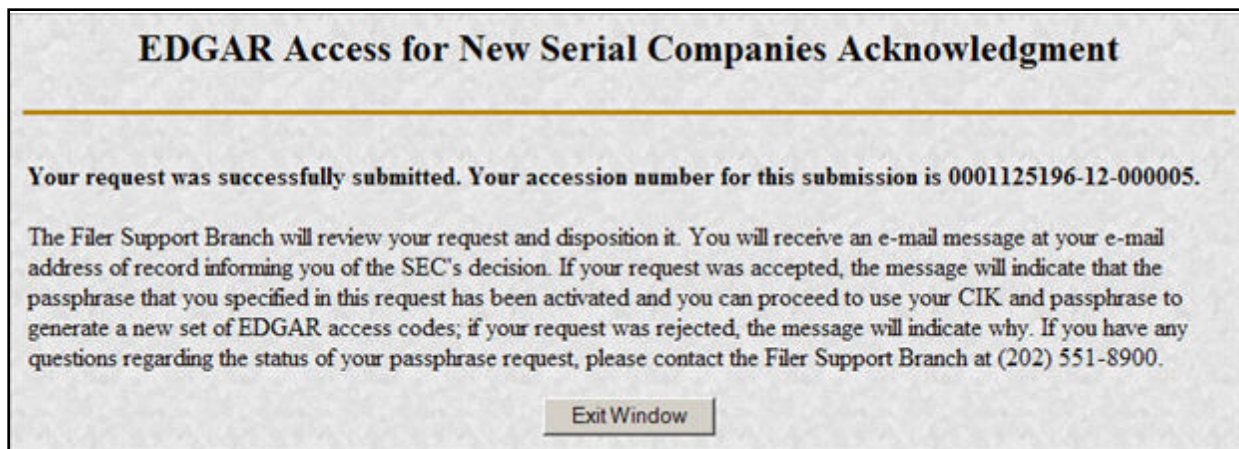 EDGAR Access for New Serial Companies Acknowledgment
Your request was successfully submitted. Your accession number for this submission is 0001125196-12-000005.
The Filer Support Branch will review your request and disposition it. You will receive an e-mail message at your e-mail
address of record informing you of the SEC's decision. If your request was accepted, the message will indicate that the
passphrase that you specified in this request has been activated and you can proceed to use your CIK and passphrase to
generate a new set of EDGAR access codes; if your request was rejected, the message will indicate why. If you have any
questions regarding the status of your passphrase request, please contact the Filer Support Branch at (202) 551-8900.
Exit Window